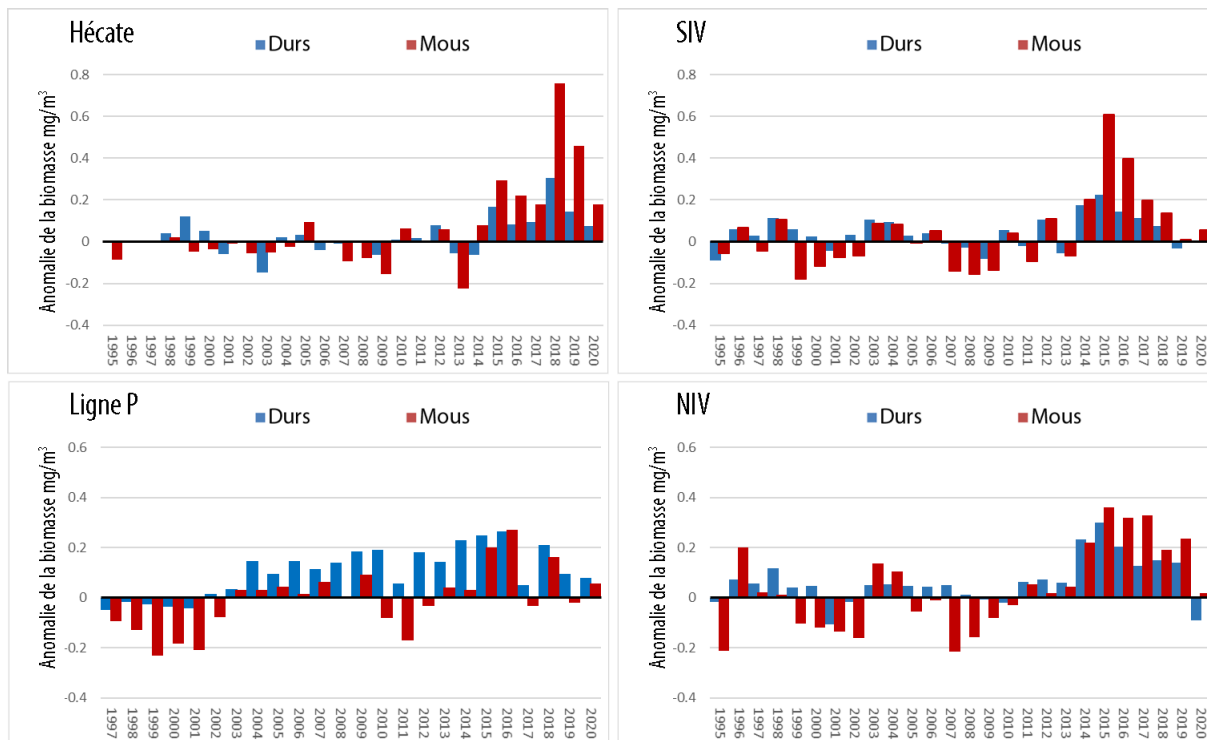 Hécate
Durs Mous
Anomalie de la biomasse mg/m³
0.8
0.6
0.4
0.2
0
-0.2
-0.4
1995 1996 1997 1998 1999 2000 2001 2002 2003 2004 2005 2006 2007 2008 2009 2010 2011 2012 2013 2014 2015 2016 2017 2018 2019 2020
SIV
Durs Mous
Anomalie de la biomasse mg/m³
0.8
0.6
0.4
0.2
0
-0.2
-0.4
1995 1996 1997 1998 1999 2000 2001 2002 2003 2004 2005 2006 2007 2008 2009 2010 2011 2012 2013 2014 2015 2016 2017 2018 2019 2020
Ligne P
Durs Mous
Anomalie de la biomasse mg/m³
0.6
0.4
0.2
0
-0.2
-0.4
1997 1998 1999 2000 2001 2002 2003 2004 2005 2006 2007 2008 2009 2010 2011 2012 2013 2014 2015 2016 2017 2018 2019 2020
NIV
Durs Mous
Anomalie de la biomasse mg/m³
0.6
0.4
0.2
0
-0.2
-0.4
1995 1996 1997 1998 1999 2000 2001 2002 2003 2004 2005 2006 2007 2008 2009 2010 2011 2012 2013 2014 2015 2016 2017 2018 2019 2020